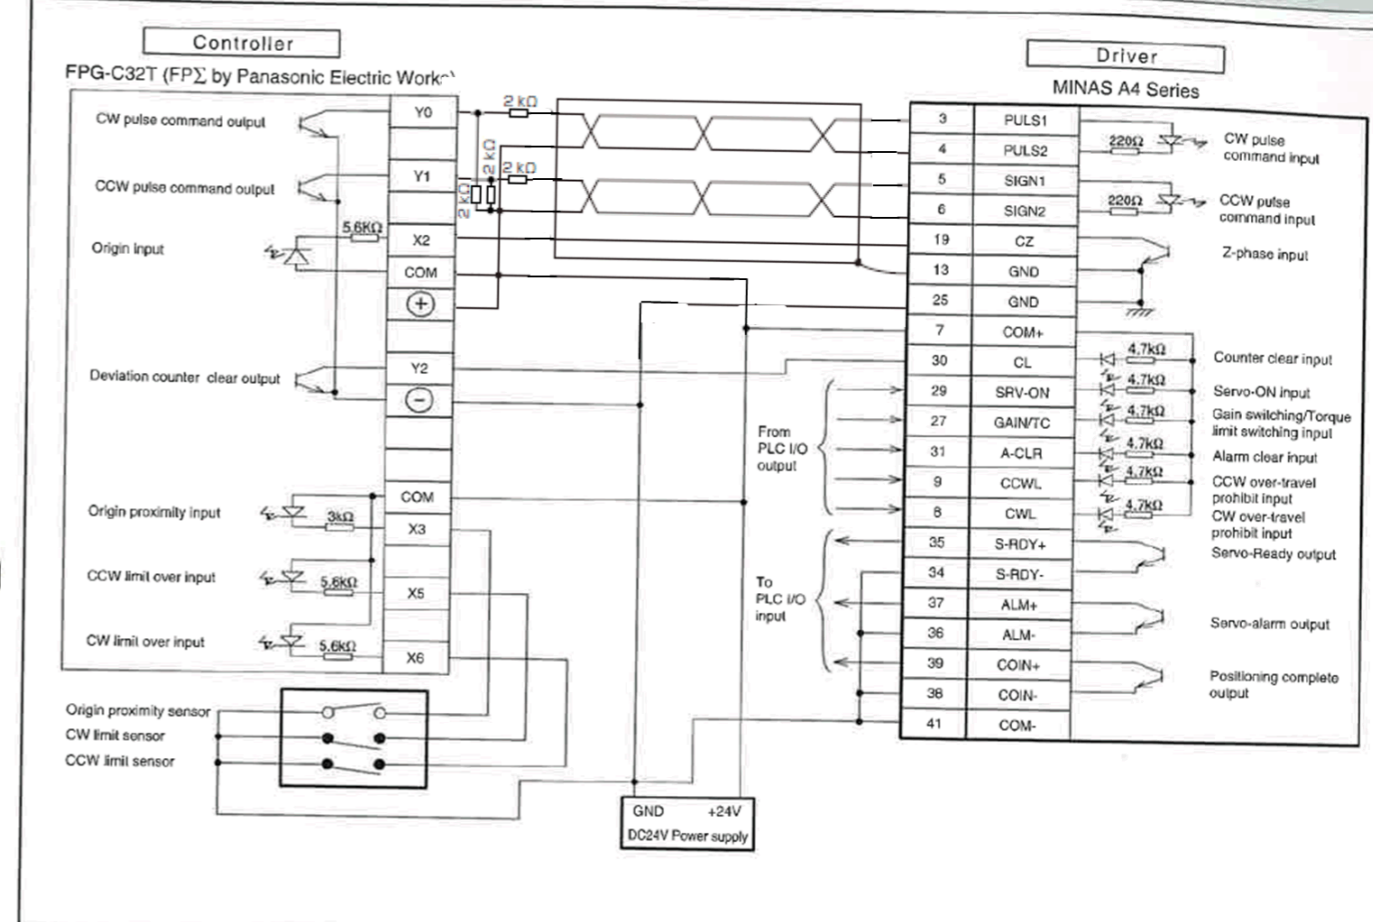 Controller
FPG-C32T (FPΣ by Panasonic Electric Works)
Driver
MINAS A4 Series
CW pulse command output
CCW pulse command output
Origin input
Deviation counter clear output
Origin proximity input
CCW limit over input
CW limit over input
5.6KΩ
3kΩ
5.6kΩ
5.6kΩ
Y0
Y1
X2
COM
+
Y2
−
COM
X3
X5
X6
2 kΩ
2 kΩ
2 kΩ
2 kΩ
Origin proximity sensor
CW limit sensor
CCW limit sensor
From
PLC I/O
output
To
PLC I/O
input
GND +24V
DC24V Power supply
3 PULS1
4 PULS2
5 SIGN1
6 SIGN2
19 CZ
13 GND
25 GND
7 COM+
30 CL
29 SRV-ON
27 GAIN/TC
31 A-CLR
9 CCWL
8 CWL
35 S-RDY+
34 S-RDY-
37 ALM+
36 ALM-
39 COIN+
38 COIN-
41 COM-
220Ω
220Ω
4.7kΩ
4.7kΩ
4.7kΩ
4.7kΩ
4.7kΩ
4.7kΩ
CW pulse
command input
CCW pulse
command input
Z-phase input
Counter clear input
Servo-ON input
Gain switching/Torque
limit switching input
Alarm clear input
CCW over-travel
prohibit input
CW over-travel
prohibit input
Servo-Ready output
Servo-alarm output
Positioning complete
output